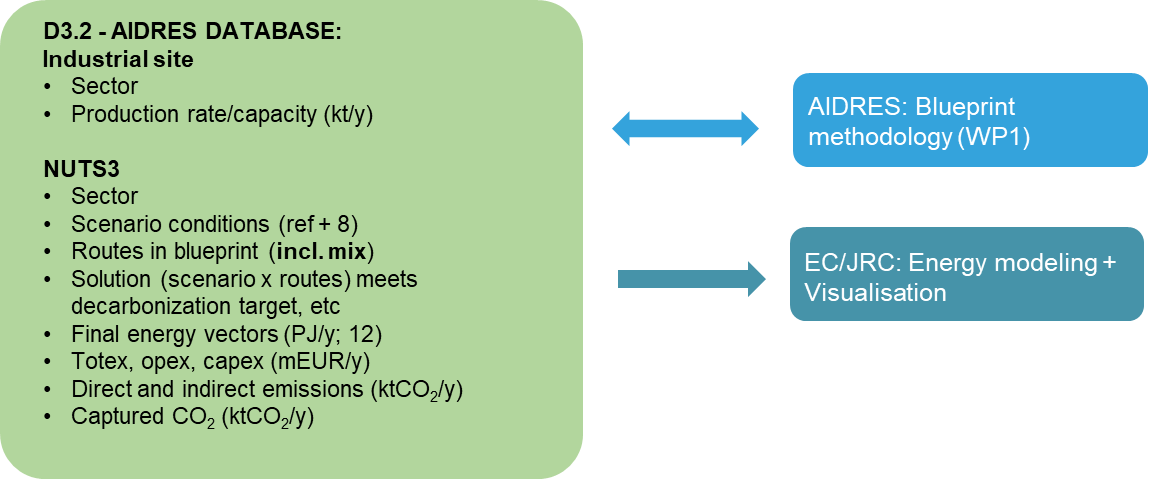 D3.2 - AIDRES DATABASE:
Industrial site
• Sector
• Production rate/capacity (kt/y)
NUTS3
• Sector
• Scenario conditions (ref + 8)
• Routes in blueprint (incl. mix)
• Solution (scenario x routes) meets
decarbonization target, etc
• Final energy vectors (PJ/y; 12)
• Totex, opex, capex (mEUR/y)
• Direct and indirect emissions (ktCO₂/y)
• Captured CO₂ (ktCO₂/y)
AIDRES: Blueprint
methodology (WP1)
EC/JRC: Energy modeling +
Visualisation